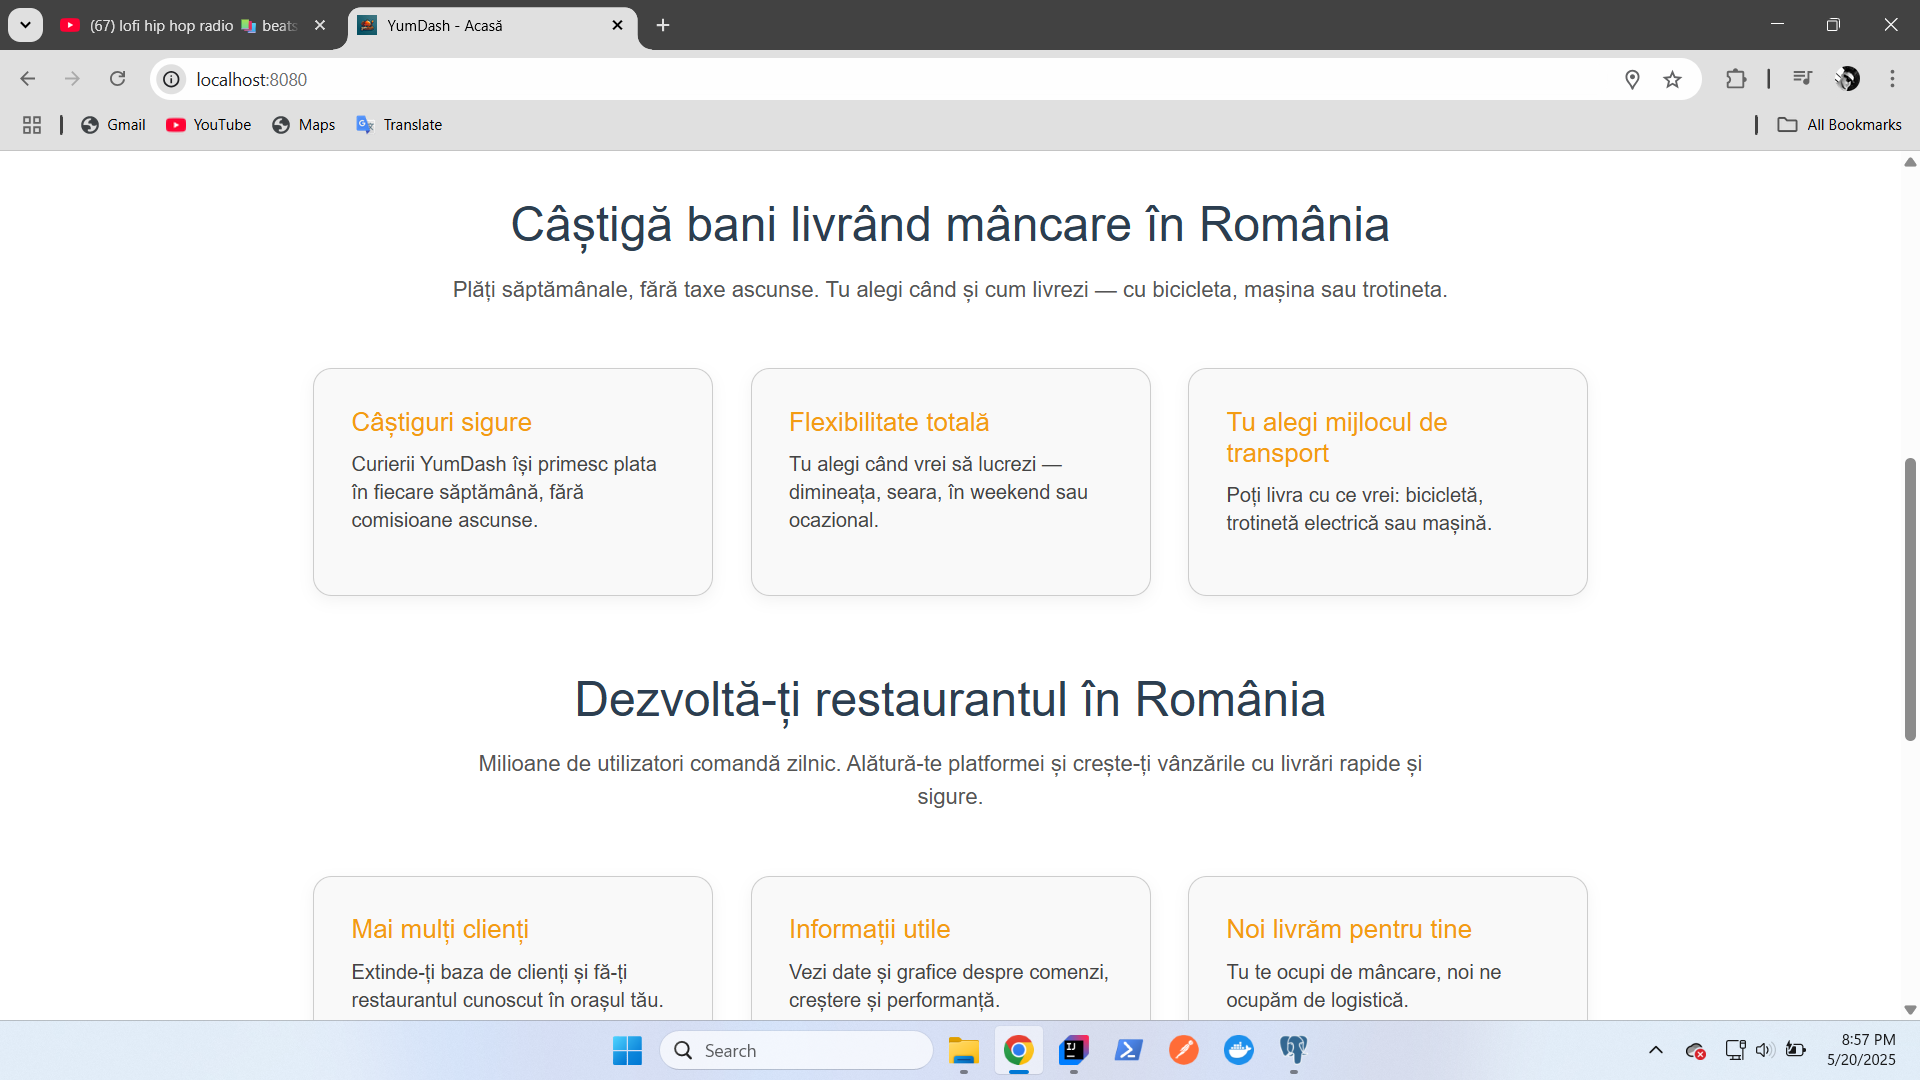 (67) lofi hip hop radio 📚 beats
YumDash - Acasă
localhost:8080
Gmail
YouTube
Maps
Translate
All Bookmarks
Câștigă bani livrând mâncare în România
Plăți săptămânale, fără taxe ascunse. Tu alegi când și cum livrezi — cu bicicleta, mașina sau trotineta.
Câștiguri sigure
Curierii YumDash își primesc plata
în fiecare săptămână, fără
comisioane ascunse.
Flexibilitate totală
Tu alegi când vrei să lucrezi —
dimineața, seara, în weekend sau
ocazional.
Tu alegi mijlocul de
transport
Poți livra cu ce vrei: bicicletă,
trotinetă electrică sau mașină.
Dezvoltă-ți restaurantul în România
Milioane de utilizatori comandă zilnic. Alătură-te platformei și crește-ți vânzările cu livrări rapide și
sigure.
Mai mulți clienți
Extinde-ți baza de clienți și fă-ți
restaurantul cunoscut în orașul tău.
Informații utile
Vezi date și grafice despre comenzi,
creștere și performanță.
Noi livrăm pentru tine
Tu te ocupi de mâncare, noi ne
ocupăm de logistică.
Search
8:57 PM
5/20/2025